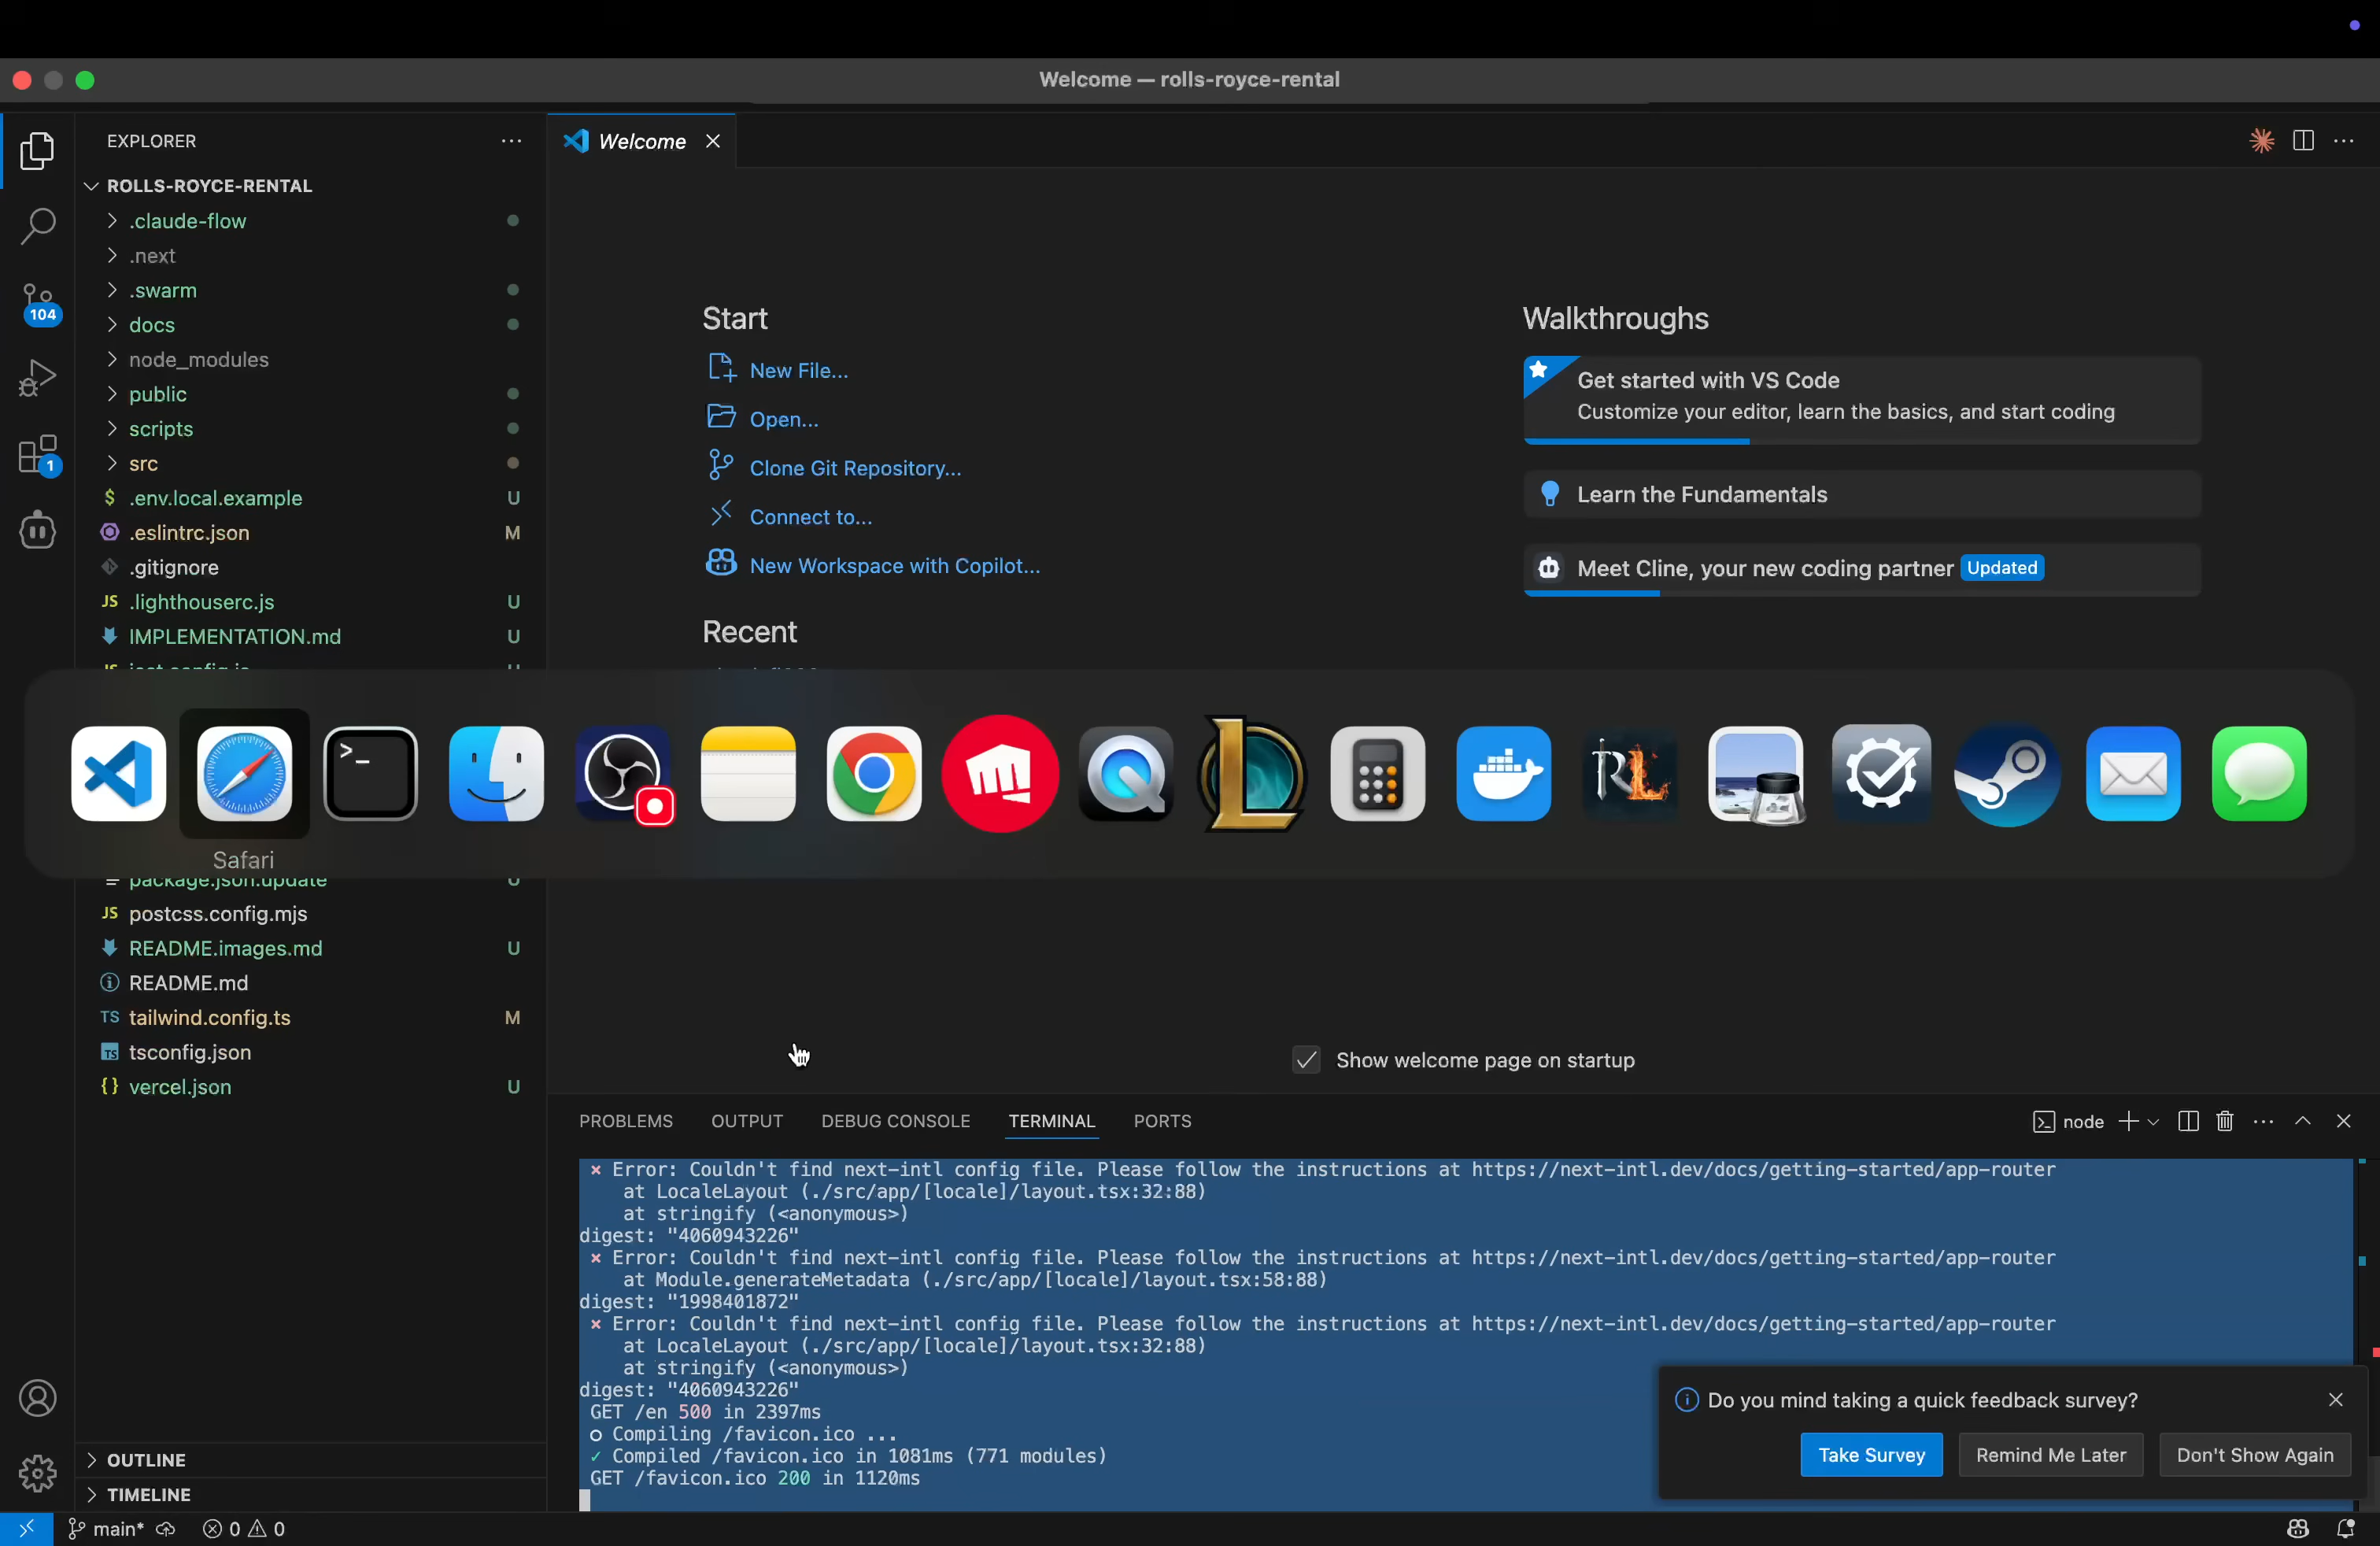 Welcome — rolls-royce-rental
EXPLORER
Welcome
ROLLS-ROYCE-RENTAL
.claude-flow
.next
.swarm
docs
node_modules
public
scripts
src
$ .env.local.example U
.eslintrc.json M
.gitignore
JS .lighthouserc.js U
IMPLEMENTATION.md U
104
1
Start
New File...
Open...
Clone Git Repository...
Connect to...
New Workspace with Copilot...
Recent
Walkthroughs
Get started with VS Code
Customize your editor, learn the basics, and start coding
Learn the Fundamentals
Meet Cline, your new coding partner Updated
Safari
package.json.update U
JS postcss.config.mjs
README.images.md U
README.md
TS tailwind.config.ts M
TS tsconfig.json
{} vercel.json U
Show welcome page on startup
PROBLEMS OUTPUT DEBUG CONSOLE TERMINAL PORTS
node
× Error: Couldn't find next-intl config file. Please follow the instructions at https://next-intl.dev/docs/getting-started/app-router
at LocaleLayout (./src/app/[locale]/layout.tsx:32:88)
at stringify (<anonymous>)
digest: "4060943226"
× Error: Couldn't find next-intl config file. Please follow the instructions at https://next-intl.dev/docs/getting-started/app-router
at Module.generateMetadata (./src/app/[locale]/layout.tsx:58:88)
digest: "1998401872"
× Error: Couldn't find next-intl config file. Please follow the instructions at https://next-intl.dev/docs/getting-started/app-router
at LocaleLayout (./src/app/[locale]/layout.tsx:32:88)
at stringify (<anonymous>)
digest: "4060943226"
GET /en 500 in 2397ms
○ Compiling /favicon.ico ...
✓ Compiled /favicon.ico in 1081ms (771 modules)
GET /favicon.ico 200 in 1120ms
Do you mind taking a quick feedback survey?
Take Survey
Remind Me Later
Don't Show Again
OUTLINE
TIMELINE
main* 0 0